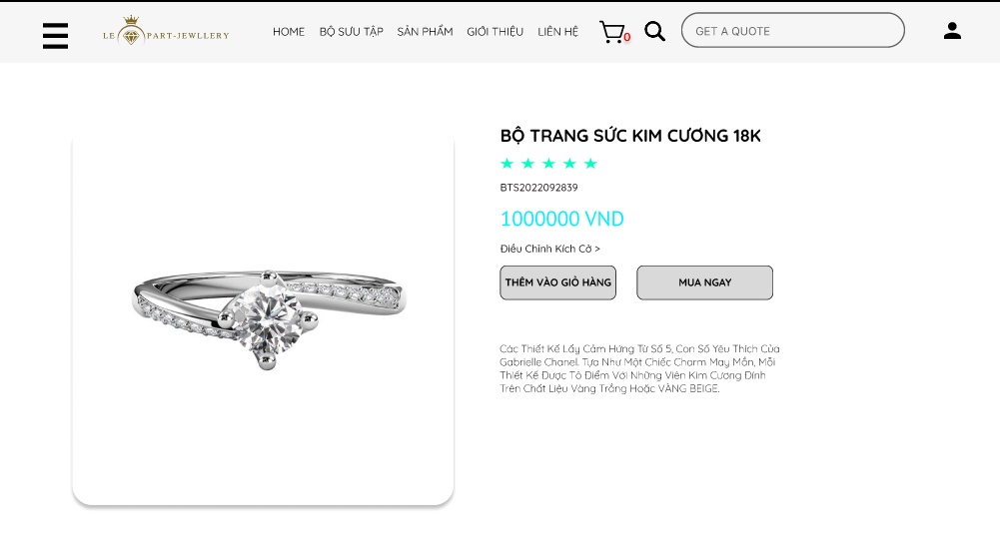 LE PART-JEWLLERY
HOME BỘ SƯU TẬP SẢN PHẨM GIỚI THIỆU LIÊN HỆ
0
GET A QUOTE
BỘ TRANG SỨC KIM CƯƠNG 18K
BTS2022092839
1000000 VND
Điều Chỉnh Kích Cở >
THÊM VÀO GIỎ HÀNG
MUA NGAY
Các Thiết Kế Lấy Cảm Hứng Từ Số 5, Con Số Yêu Thích Của
Gabrielle Chanel. Tựa Như Một Chiếc Charm May Mắn, Mỗi
Thiết Kế Được Tô Điểm Với Những Viên Kim Cương Đính
Trên Chất Liệu Vàng Trắng Hoặc VÀNG BEIGE.